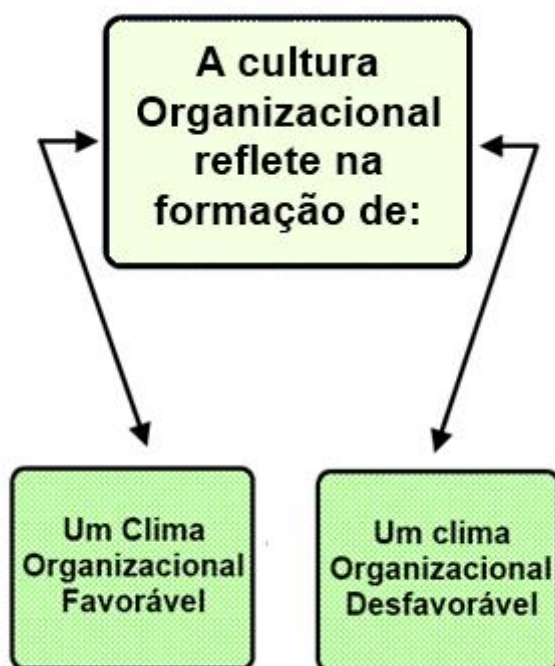 A cultura
Organizacional
reflete na
formação de:
Um Clima
Organizacional
Favorável
Um clima
Organizacional
Desfavorável